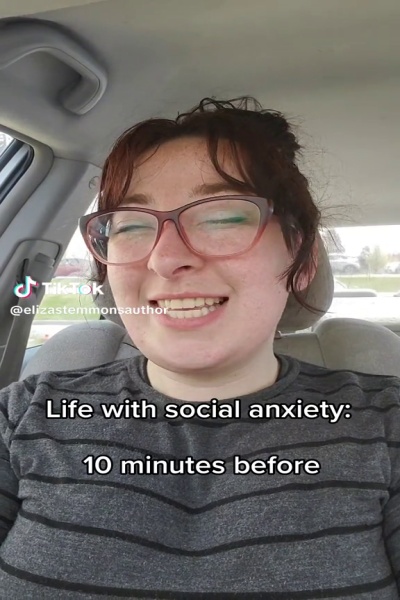 TikTok
@elizastemmonsauthor
Life with social anxiety:
10 minutes before